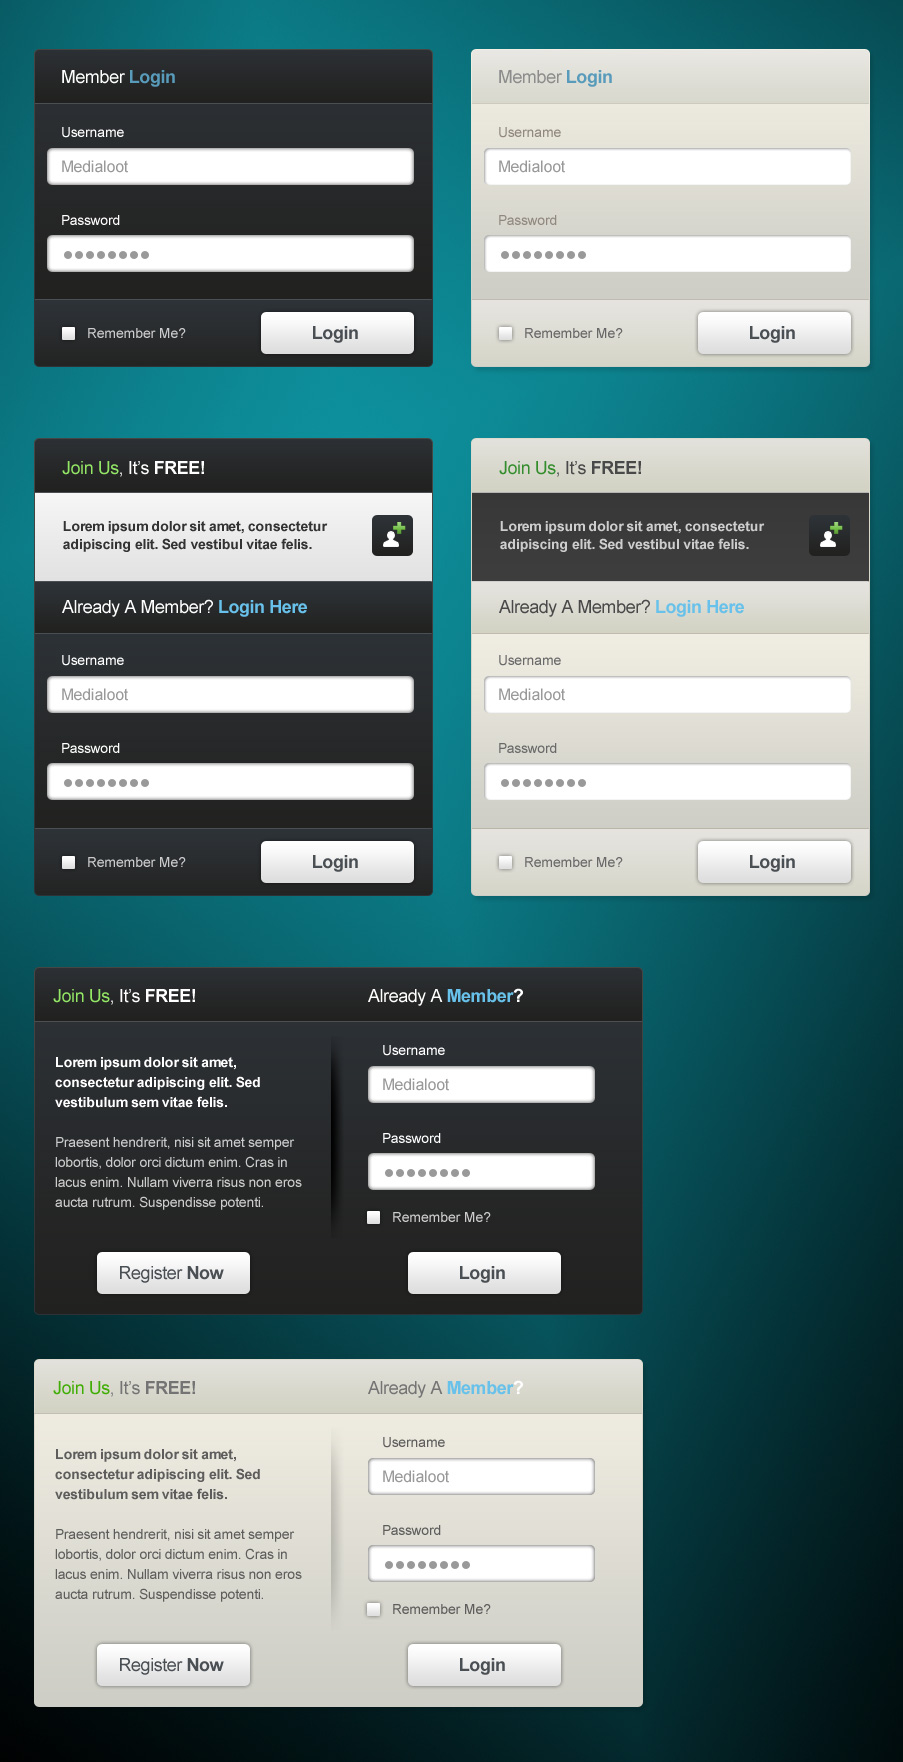 Member Login
Username
Medialoot
Password
Remember Me?
Login
Member Login
Username
Medialoot
Password
Remember Me?
Login
Join Us, It's FREE!
Lorem ipsum dolor sit amet, consectetur
adipiscing elit. Sed vestibul vitae felis.
Already A Member? Login Here
Username
Medialoot
Password
Remember Me?
Login
Join Us, It's FREE!
Lorem ipsum dolor sit amet, consectetur
adipiscing elit. Sed vestibul vitae felis.
Already A Member? Login Here
Username
Medialoot
Password
Remember Me?
Login
Join Us, It's FREE!
Lorem ipsum dolor sit amet,
consectetur adipiscing elit. Sed
vestibulum sem vitae felis.
Praesent hendrerit, nisi sit amet semper
lobortis, dolor orci dictum enim. Cras in
lacus enim. Nullam viverra risus non eros
aucta rutrum. Suspendisse potenti.
Register Now
Already A Member?
Username
Medialoot
Password
Remember Me?
Login
Join Us, It's FREE!
Lorem ipsum dolor sit amet,
consectetur adipiscing elit. Sed
vestibulum sem vitae felis.
Praesent hendrerit, nisi sit amet semper
lobortis, dolor orci dictum enim. Cras in
lacus enim. Nullam viverra risus non eros
aucta rutrum. Suspendisse potenti.
Register Now
Already A Member?
Username
Medialoot
Password
Remember Me?
Login